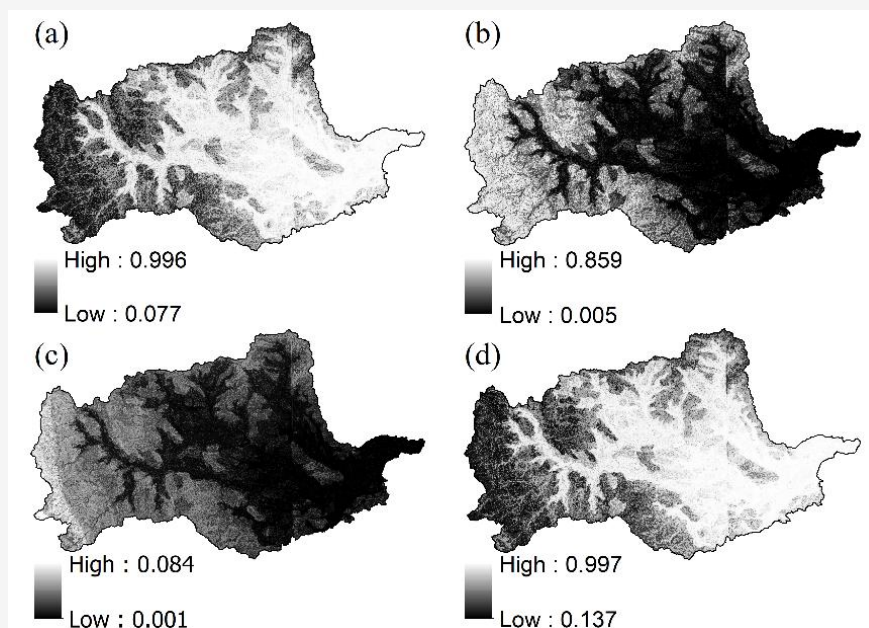 (a)
High : 0.996
Low : 0.077
(b)
High : 0.859
Low : 0.005
(c)
High : 0.084
Low : 0.001
(d)
High : 0.997
Low : 0.137